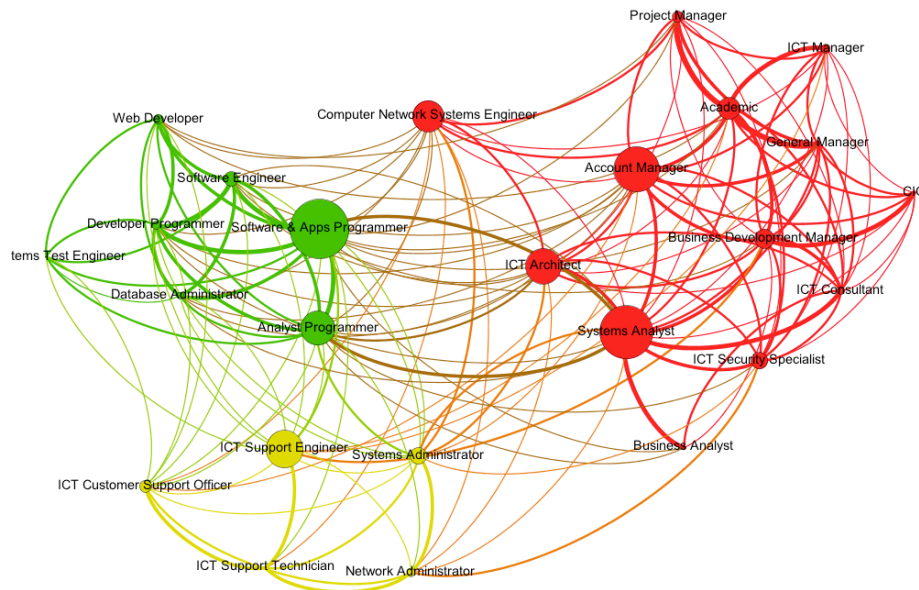 Project Manager
ICT Manager
Academic
Computer Network Systems Engineer
Web Developer
General Manager
Account Manager
Software Engineer
CIO
Developer Programmer
Software & Apps Programmer
Business Development Manager
tems Test Engineer
ICT Architect
ICT Consultant
Database Administrator
Analyst Programmer
Systems Analyst
ICT Security Specialist
Business Analyst
ICT Support Engineer
Systems Administrator
ICT Customer Support Officer
ICT Support Technician
Network Administrator